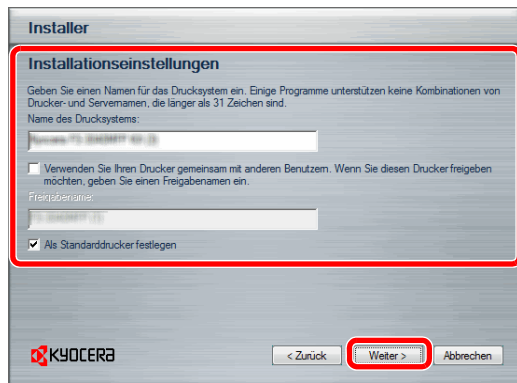 Installer
Installationseinstellungen
Geben Sie einen Namen für das Drucksystem ein. Einige Programme unterstützen keine Kombinationen von
Drucker- und Servernamen, die länger als 31 Zeichen sind.
Name des Drucksystems:
Verwenden Sie Ihren Drucker gemeinsam mit anderen Benutzern. Wenn Sie diesen Drucker freigeben
möchten, geben Sie einen Freigabenamen ein.
Freigabename:
Als Standarddrucker festlegen
KYOCERA
< Zurück
Weiter >
Abbrechen